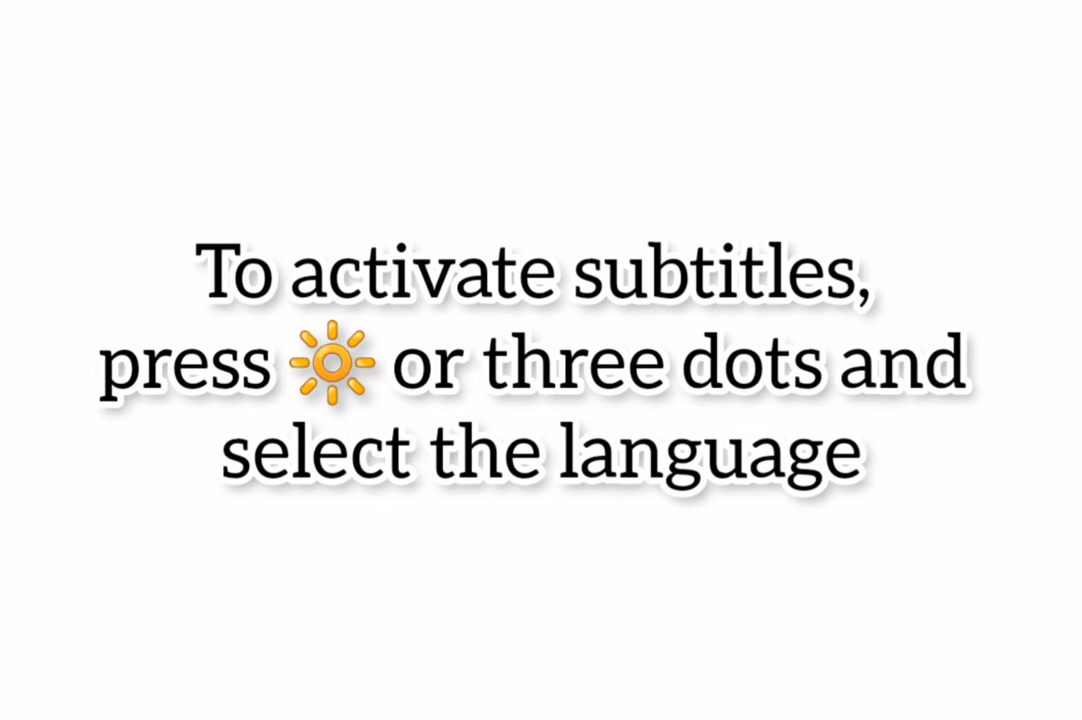 To activate subtitles,
press 🔆 or three dots and
select the language